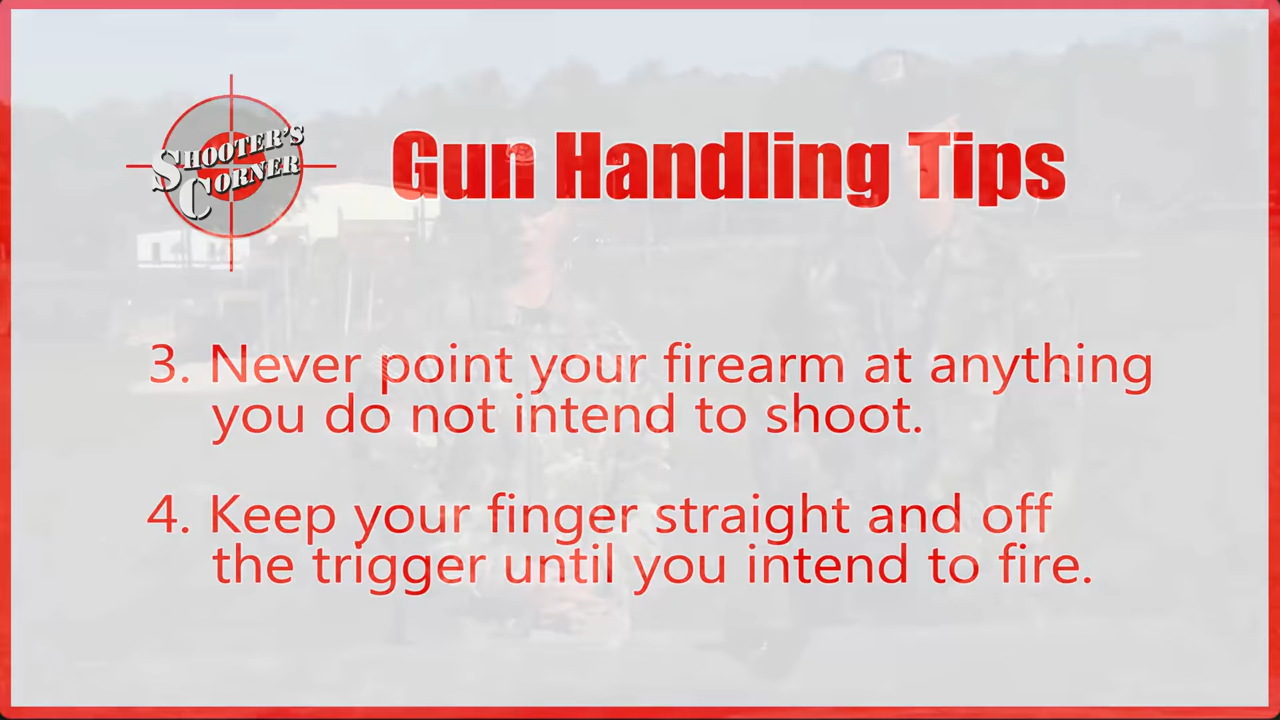 SHOOTER'S
CORNER
Gun Handling Tips
3. Never point your firearm at anything
you do not intend to shoot.
4. Keep your finger straight and off
the trigger until you intend to fire.